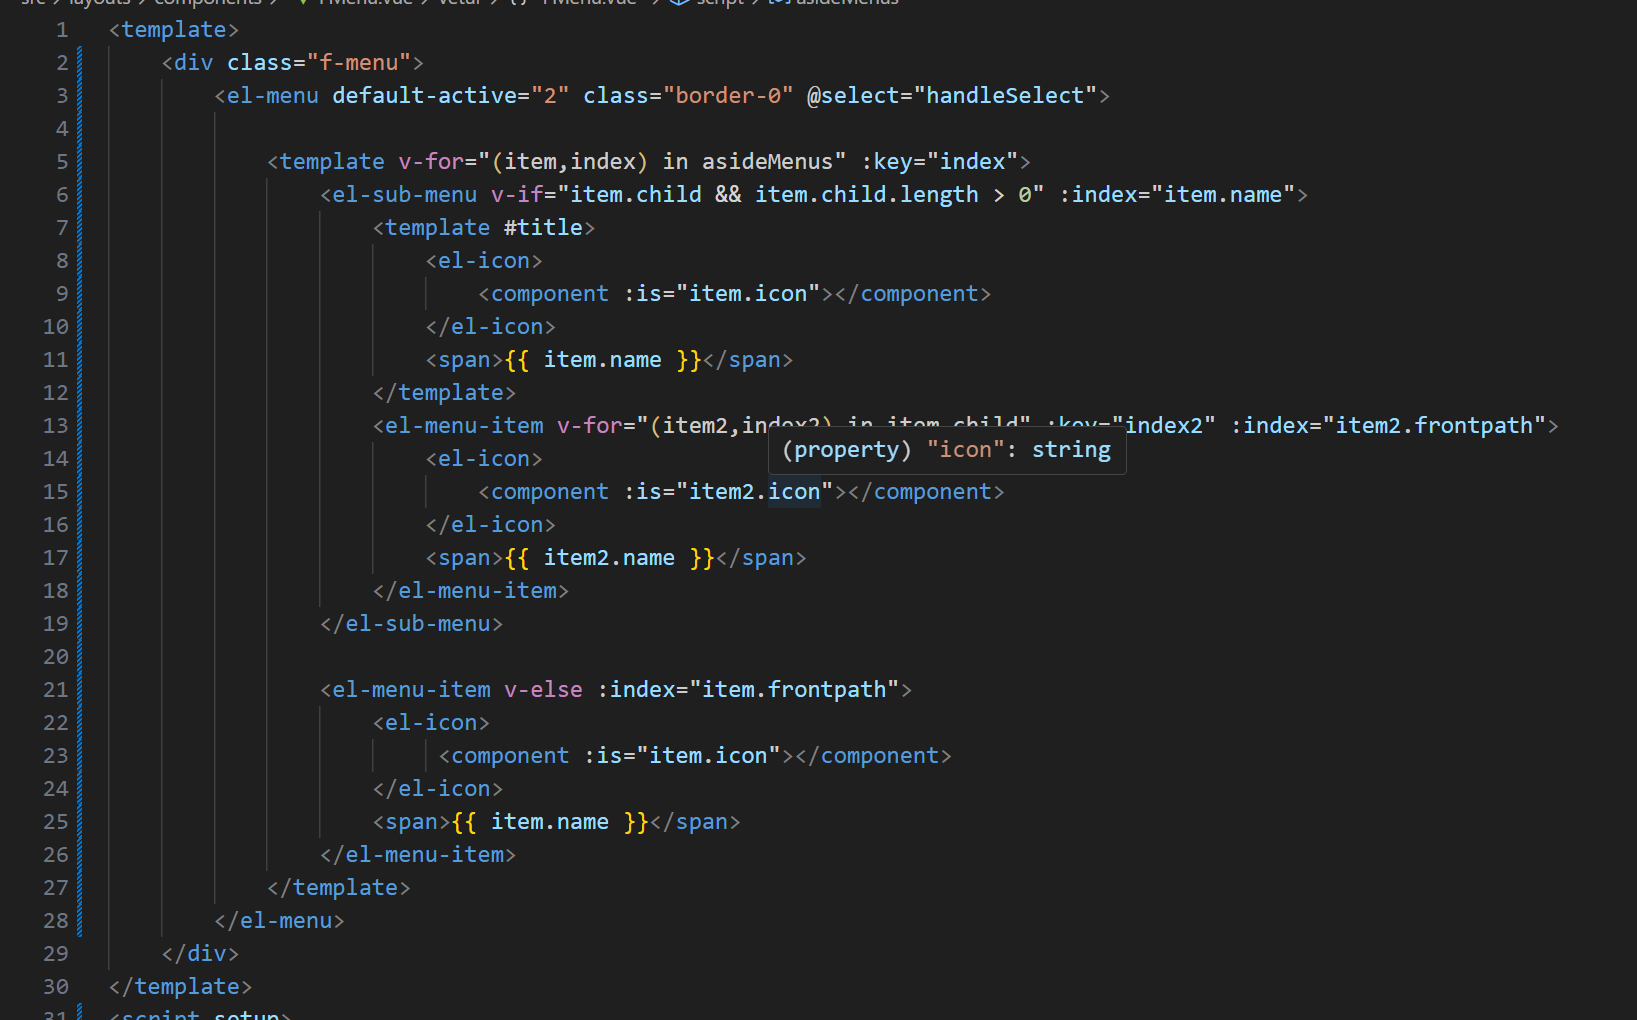 src > layouts > components > FMenu.vue > vetur > {} FMenu.vue > script > asideMenus
1 <template>
2 <div class="f-menu">
3 <el-menu default-active="2" class="border-0" @select="handleSelect">
4
5 <template v-for="(item,index) in asideMenus" :key="index">
6 <el-sub-menu v-if="item.child && item.child.length > 0" :index="item.name">
7 <template #title>
8 <el-icon>
9 <component :is="item.icon"></component>
10 </el-icon>
11 <span>{{ item.name }}</span>
12 </template>
13 <el-menu-item v-for="(item2,index2) in item.child" :key="index2" :index="item2.frontpath">
(property) "icon": string
14 <el-icon>
15 <component :is="item2.icon"></component>
16 </el-icon>
17 <span>{{ item2.name }}</span>
18 </el-menu-item>
19 </el-sub-menu>
20
21 <el-menu-item v-else :index="item.frontpath">
22 <el-icon>
23 <component :is="item.icon"></component>
24 </el-icon>
25 <span>{{ item.name }}</span>
26 </el-menu-item>
27 </template>
28 </el-menu>
29 </div>
30 </template>
31 <script setup>